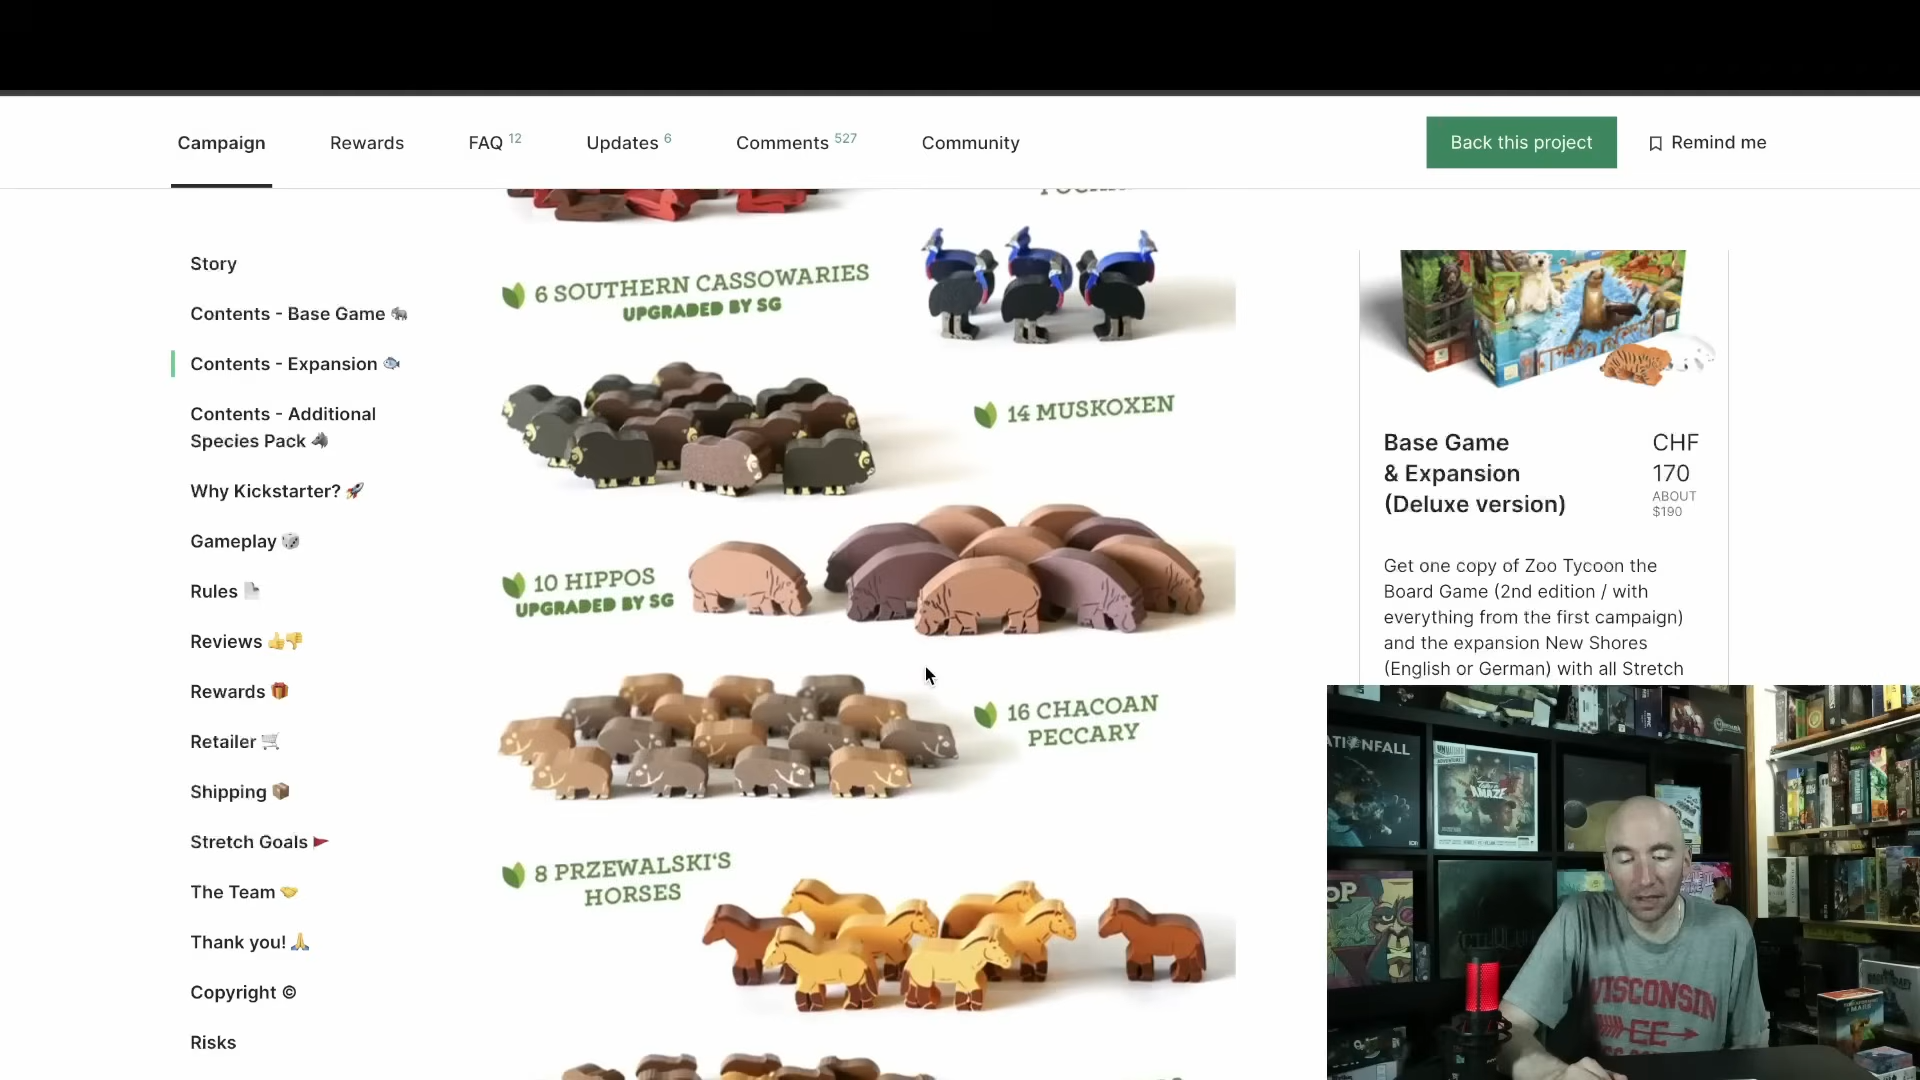 Campaign
Rewards
FAQ 12
Updates 6
Comments 527
Community
Back this project
Remind me
Story
Contents - Base Game
Contents - Expansion
Contents - Additional
Species Pack
Why Kickstarter?
Gameplay
Rules
Reviews
Rewards
Retailer
Shipping
Stretch Goals
The Team
Thank you!
Copyright ©
Risks
6 SOUTHERN CASSOWARIES
UPGRADED BY SG
14 MUSKOXEN
10 HIPPOS
UPGRADED BY SG
16 CHACOAN
PECCARY
8 PRZEWALSKI'S
HORSES
Base Game
& Expansion
(Deluxe version)
CHF
170
ABOUT
$190
Get one copy of Zoo Tycoon the
Board Game (2nd edition / with
everything from the first campaign)
and the expansion New Shores
(English or German) with all Stretch
WISCONSIN